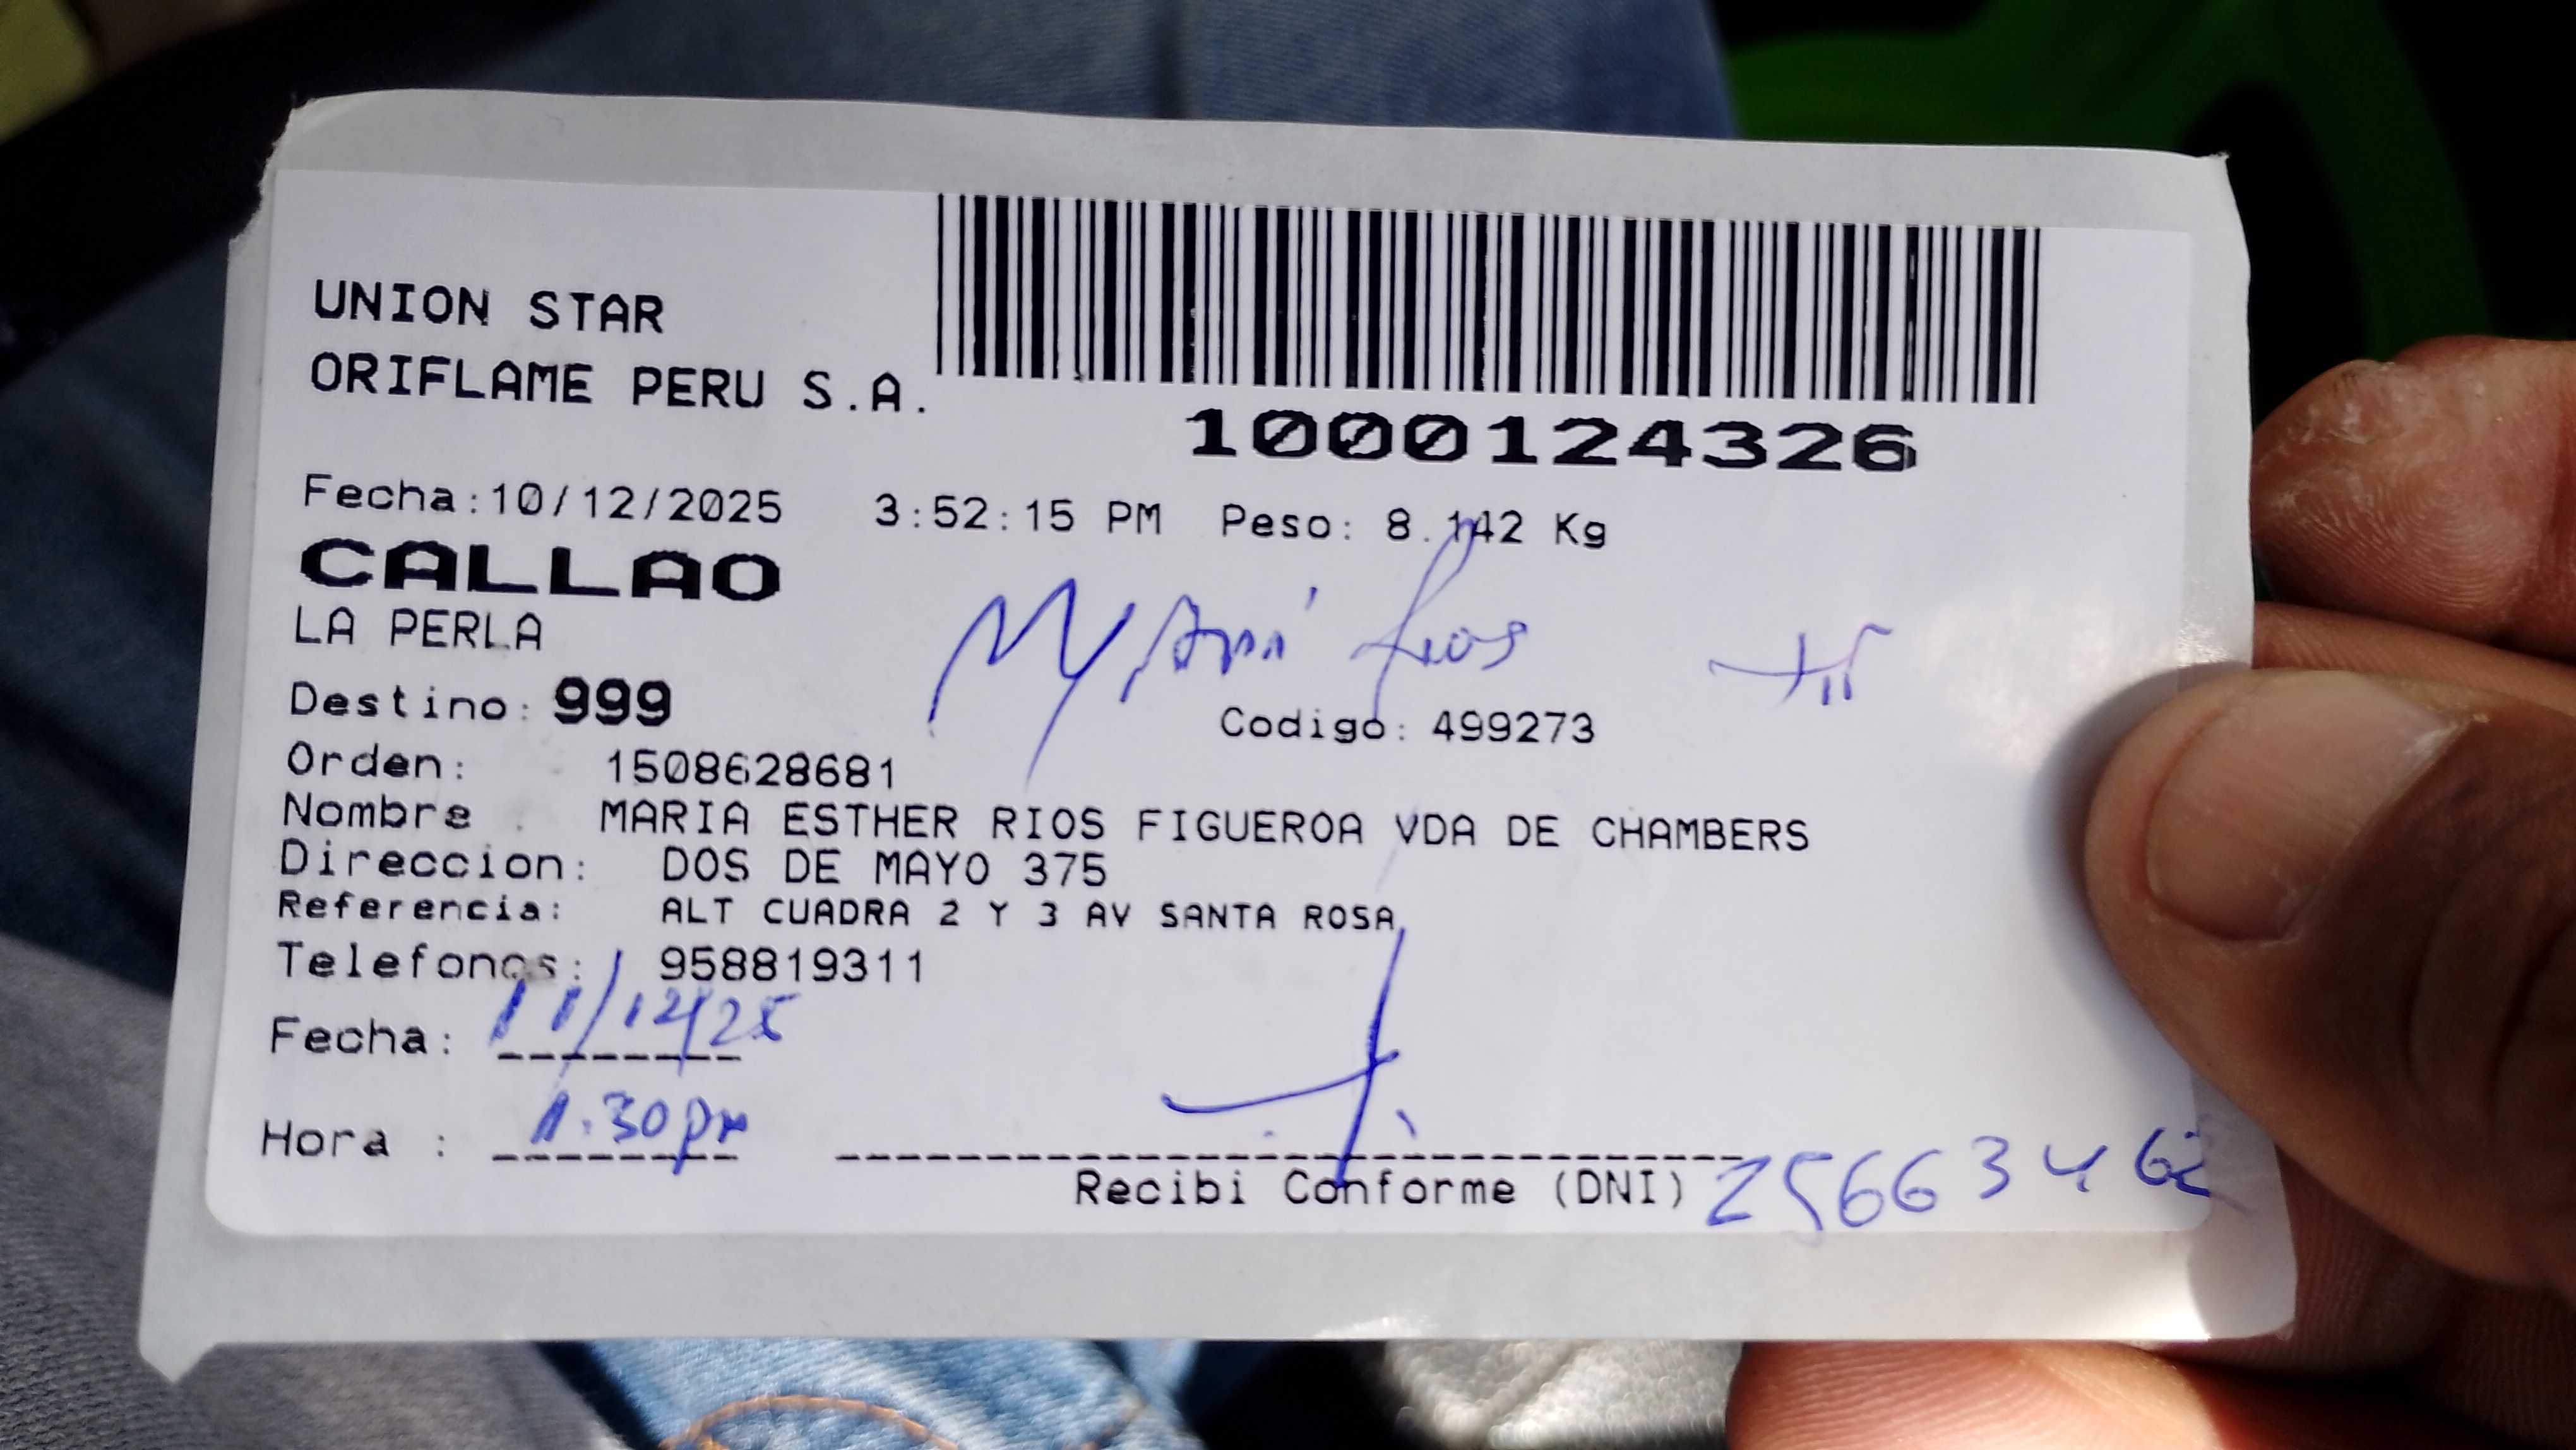 UNION STAR
ORIFLAME PERU S.A.
1000124326
Fecha:10/12/2025 3:52:15 PM Peso: 8.142 Kg
CALLAO
LA PERLA
Destino: 999
Codigo: 499273
Orden: 1508628681
Nombre : MARIA ESTHER RIOS FIGUEROA VDA DE CHAMBERS
Direccion: DOS DE MAYO 375
Referencia: ALT CUADRA 2 Y 3 AV SANTA ROSA
Telefonos: 958819311
Fecha: 11/12/25
Hora : 1:30 pm
Recibi Conforme (DNI) 25663462